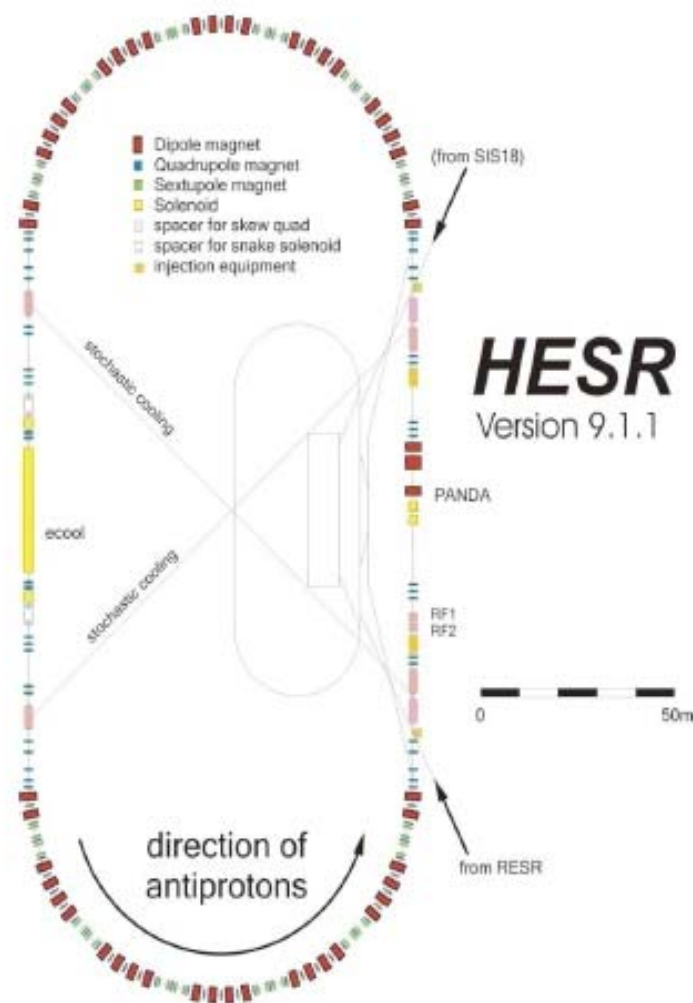 Dipole magnet
Quadrupole magnet
Sextupole magnet
Solenoid
spacer for skew quad
spacer for snake solenoid
injection equipment
(from SIS18)
stochastic cooling
HESR
Version 9.1.1
PANDA
ecool
stochastic cooling
RF1
RF2
0 50m
direction of
antiprotons
from RESR